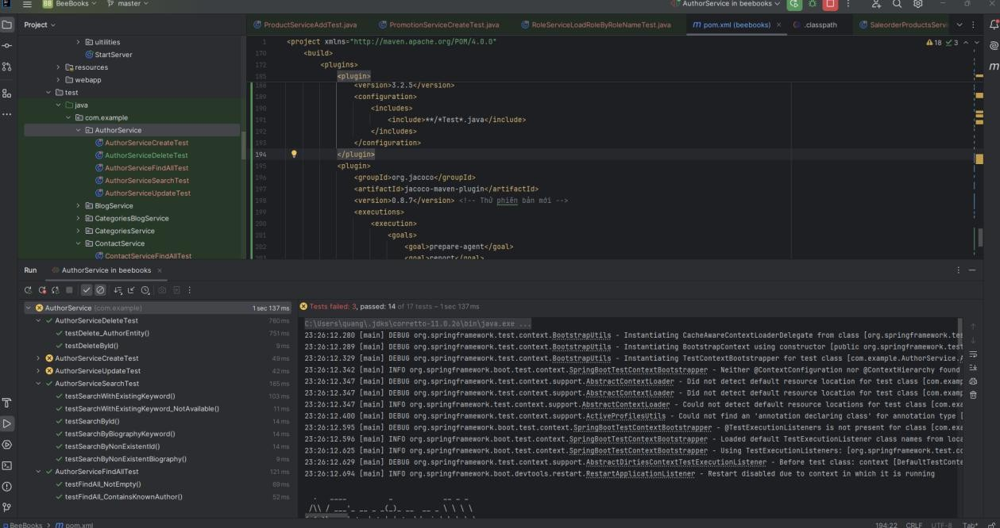 BB BeeBooks master AuthorService in beebooks
Project
ProductServiceAddTest.java PromotionServiceCreateTest.java RoleServiceLoadRoleByRoleNameTest.java pom.xml (beebooks) .classpath SaleorderProductsServi
ultilities
StartServer
resources
webapp
test
java
com.example
AuthorService
AuthorServiceCreateTest
AuthorServiceDeleteTest
AuthorServiceFindAllTest
AuthorServiceSearchTest
AuthorServiceUpdateTest
BlogService
CategoriesBlogService
CategoriesService
ContactService
ContactServiceFindAllTest
18 3
1 <project xmlns="http://maven.apache.org/POM/4.0.0"
170 <build>
172 <plugins>
185 <plugin>
188 <version>3.2.5</version>
189 <configuration>
190 <includes>
191 <include>**/*Test*.java</include>
192 </includes>
193 </configuration>
194 </plugin>
195 <plugin>
196 <groupId>org.jacoco</groupId>
197 <artifactId>jacoco-maven-plugin</artifactId>
198 <version>0.8.7</version> <!-- Thử phiên bản mới -->
199 <executions>
200 <execution>
201 <goals>
202 <goal>prepare-agent</goal>
203 <goal>report</goal>
Run AuthorService in beebooks
AuthorService (com.example) 1 sec 137 ms
AuthorServiceDeleteTest 760 ms
testDelete_AuthorEntity() 751 ms
testDeleteById() 9 ms
AuthorServiceCreateTest 49 ms
AuthorServiceUpdateTest 42 ms
AuthorServiceSearchTest 165 ms
testSearchWithExistingKeyword() 103 ms
testSearchWithExistingKeyword_NotAvailable() 11 ms
testSearchById() 14 ms
testSearchByBiographyKeyword() 14 ms
testSearchByNonExistentId() 14 ms
testSearchByNonExistentBiography() 9 ms
AuthorServiceFindAllTest 121 ms
testFindAll_NotEmpty() 69 ms
testFindAll_ContainsKnownAuthor() 52 ms
Tests failed: 3, passed: 14 of 17 tests – 1 sec 137 ms
C:\Users\quang\.jdks\corretto-11.0.26\bin\java.exe ...
23:26:12.280 [main] DEBUG org.springframework.test.context.BootstrapUtils - Instantiating CacheAwareContextLoaderDelegate from class [org.springframework.tes
23:26:12.289 [main] DEBUG org.springframework.test.context.BootstrapUtils - Instantiating BootstrapContext using constructor [public org.springframework.test
23:26:12.329 [main] DEBUG org.springframework.test.context.BootstrapUtils - Instantiating TestContextBootstrapper for test class [com.example.AuthorService.A
23:26:12.342 [main] INFO org.springframework.boot.test.context.SpringBootTestContextBootstrapper - Neither @ContextConfiguration nor @ContextHierarchy found
23:26:12.347 [main] DEBUG org.springframework.test.context.support.AbstractContextLoader - Did not detect default resource location for test class [com.examp
23:26:12.347 [main] DEBUG org.springframework.test.context.support.AbstractContextLoader - Did not detect default resource location for test class [com.examp
23:26:12.347 [main] INFO org.springframework.test.context.support.AbstractContextLoader - Could not detect default resource locations for test class [com.exa
23:26:12.400 [main] DEBUG org.springframework.test.context.support.ActiveProfilesUtils - Could not find an 'annotation declaring class' for annotation type [
23:26:12.595 [main] DEBUG org.springframework.boot.test.context.SpringBootTestContextBootstrapper - @TestExecutionListeners is not present for class [com.exa
23:26:12.596 [main] INFO org.springframework.boot.test.context.SpringBootTestContextBootstrapper - Loaded default TestExecutionListener class names from loca
23:26:12.625 [main] INFO org.springframework.boot.test.context.SpringBootTestContextBootstrapper - Using TestExecutionListeners: [org.springframework.test.co
23:26:12.629 [main] DEBUG org.springframework.test.context.support.AbstractDirtiesContextTestExecutionListener - Before test class: context [DefaultTestConte
23:26:12.694 [main] INFO org.springframework.boot.devtools.restart.RestartApplicationListener - Restart disabled due to context in which it is running
BeeBooks > pom.xml 194:22 CRLF UTF-8 Tab*